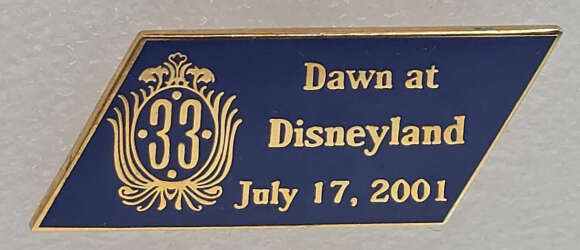 33
Dawn at
Disneyland
July 17, 2001